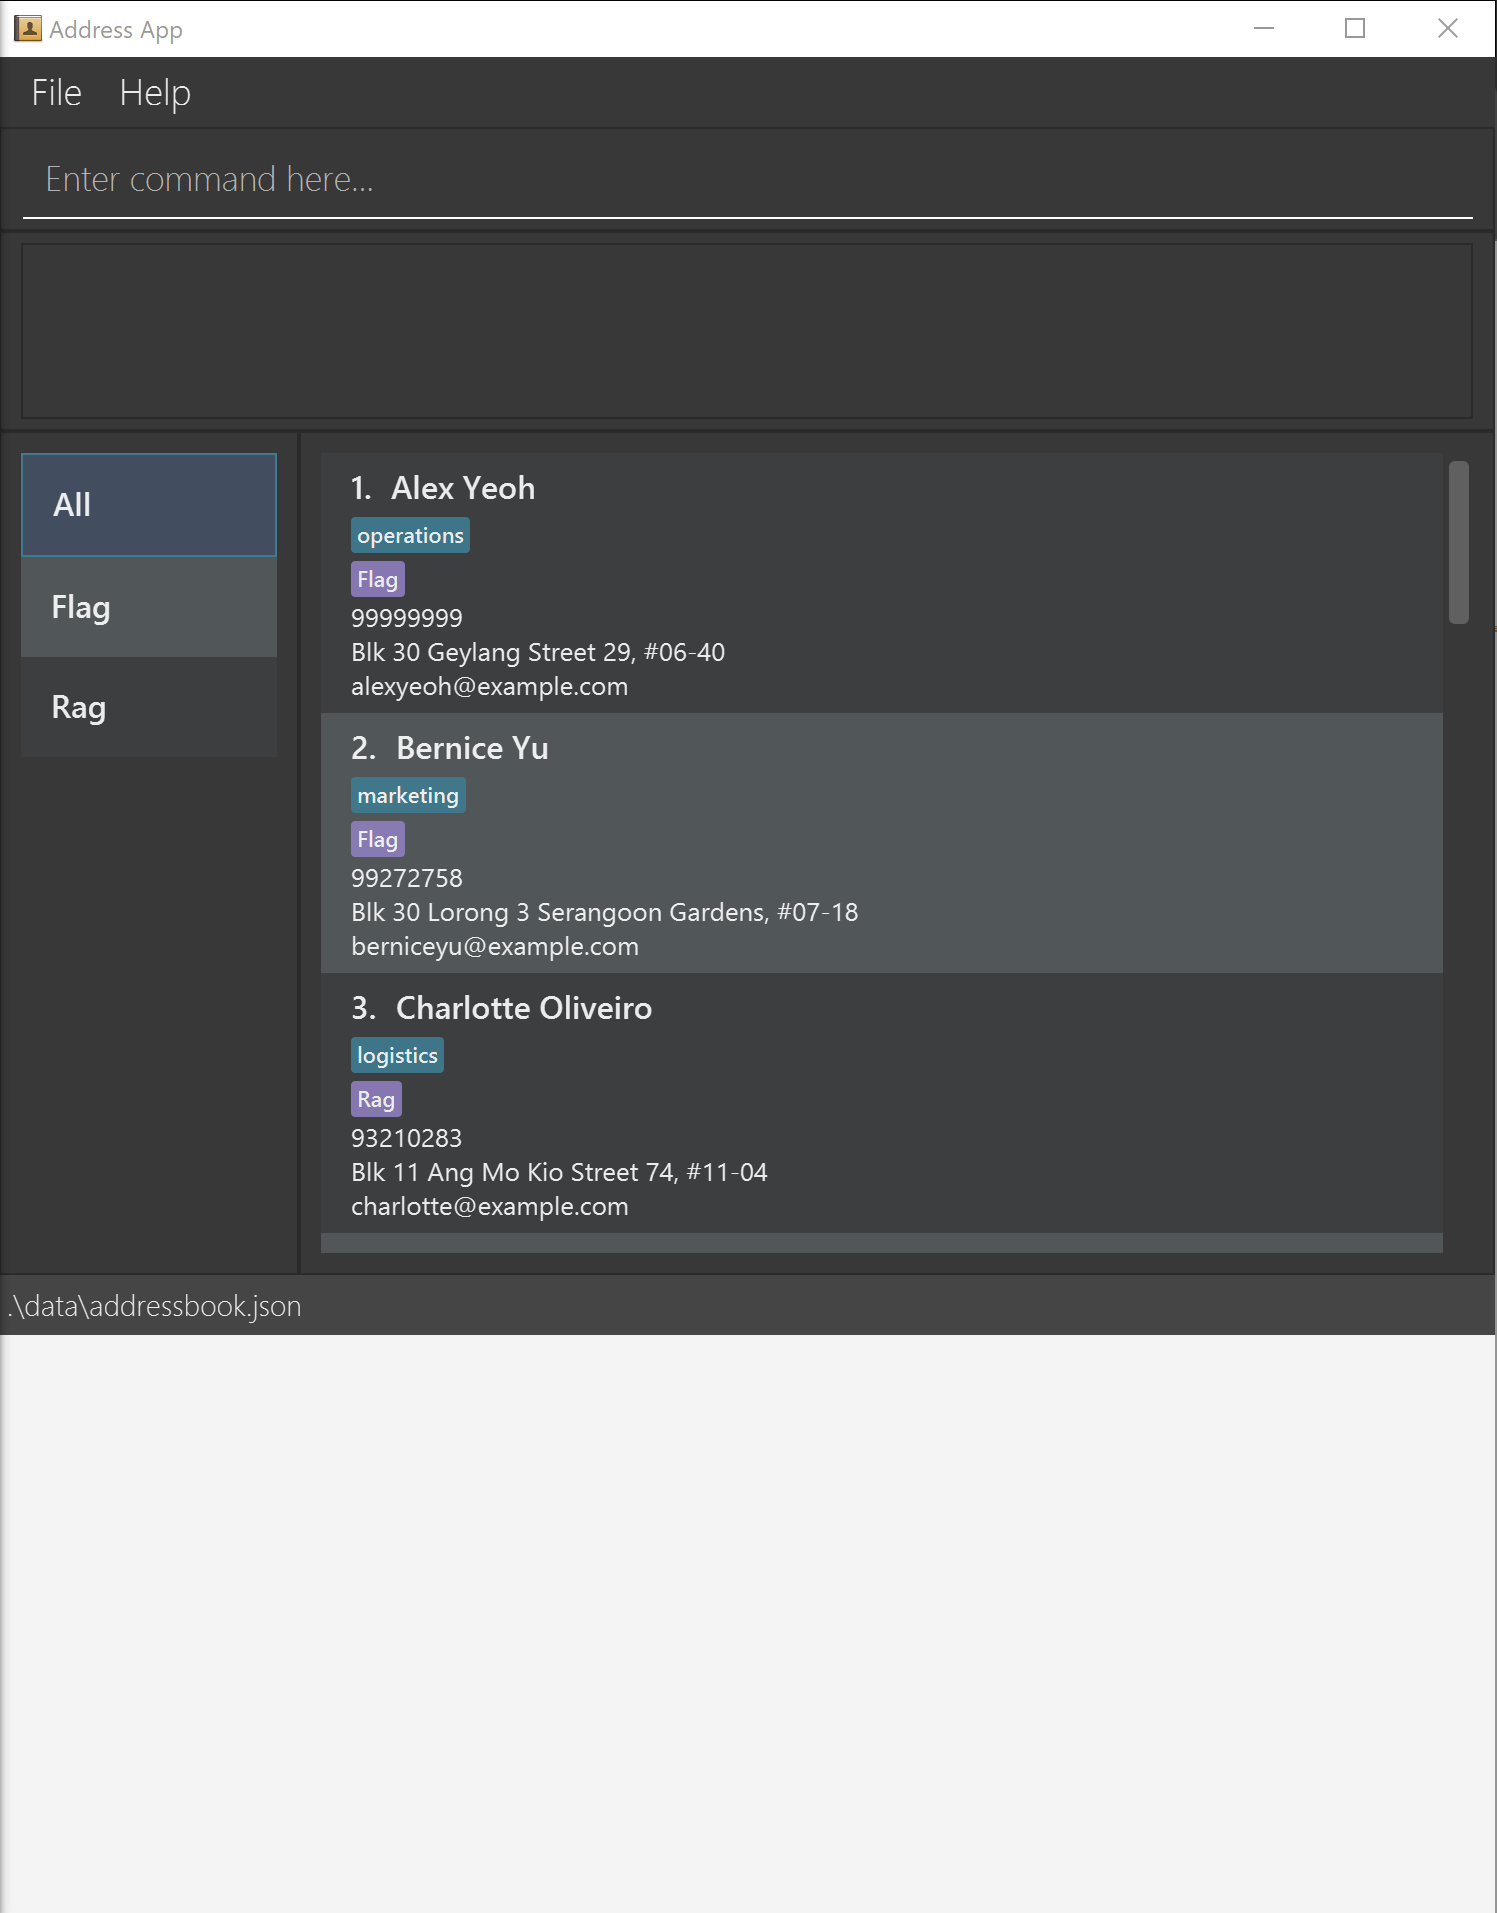 Address App
File Help
Enter command here...
All
Flag
Rag
1. Alex Yeoh
operations
Flag
99999999
Blk 30 Geylang Street 29, #06-40
alexyeoh@example.com
2. Bernice Yu
marketing
Flag
99272758
Blk 30 Lorong 3 Serangoon Gardens, #07-18
berniceyu@example.com
3. Charlotte Oliveiro
logistics
Rag
93210283
Blk 11 Ang Mo Kio Street 74, #11-04
charlotte@example.com
.\data\addressbook.json